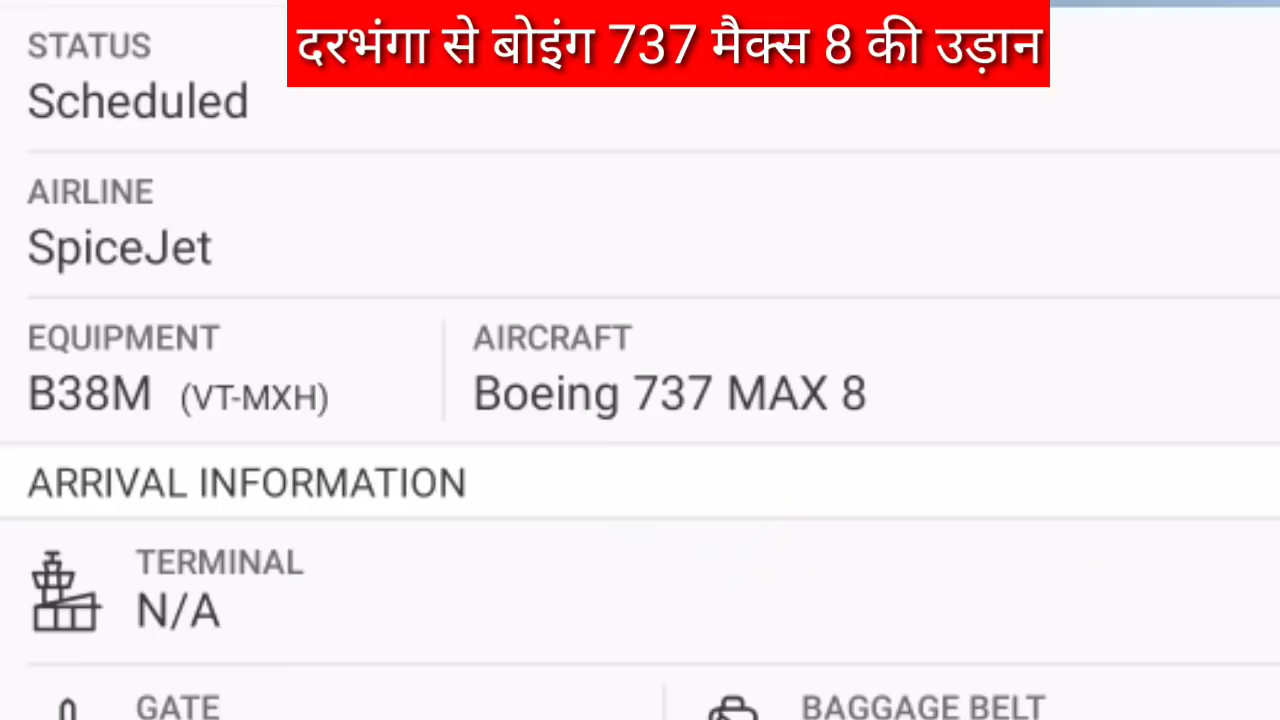 दरभंगा से बोइंग 737 मैक्स 8 की उड़ान
STATUS
Scheduled
AIRLINE
SpiceJet
EQUIPMENT
B38M (VT-MXH)
AIRCRAFT
Boeing 737 MAX 8
ARRIVAL INFORMATION
TERMINAL
N/A
GATE
BAGGAGE BELT